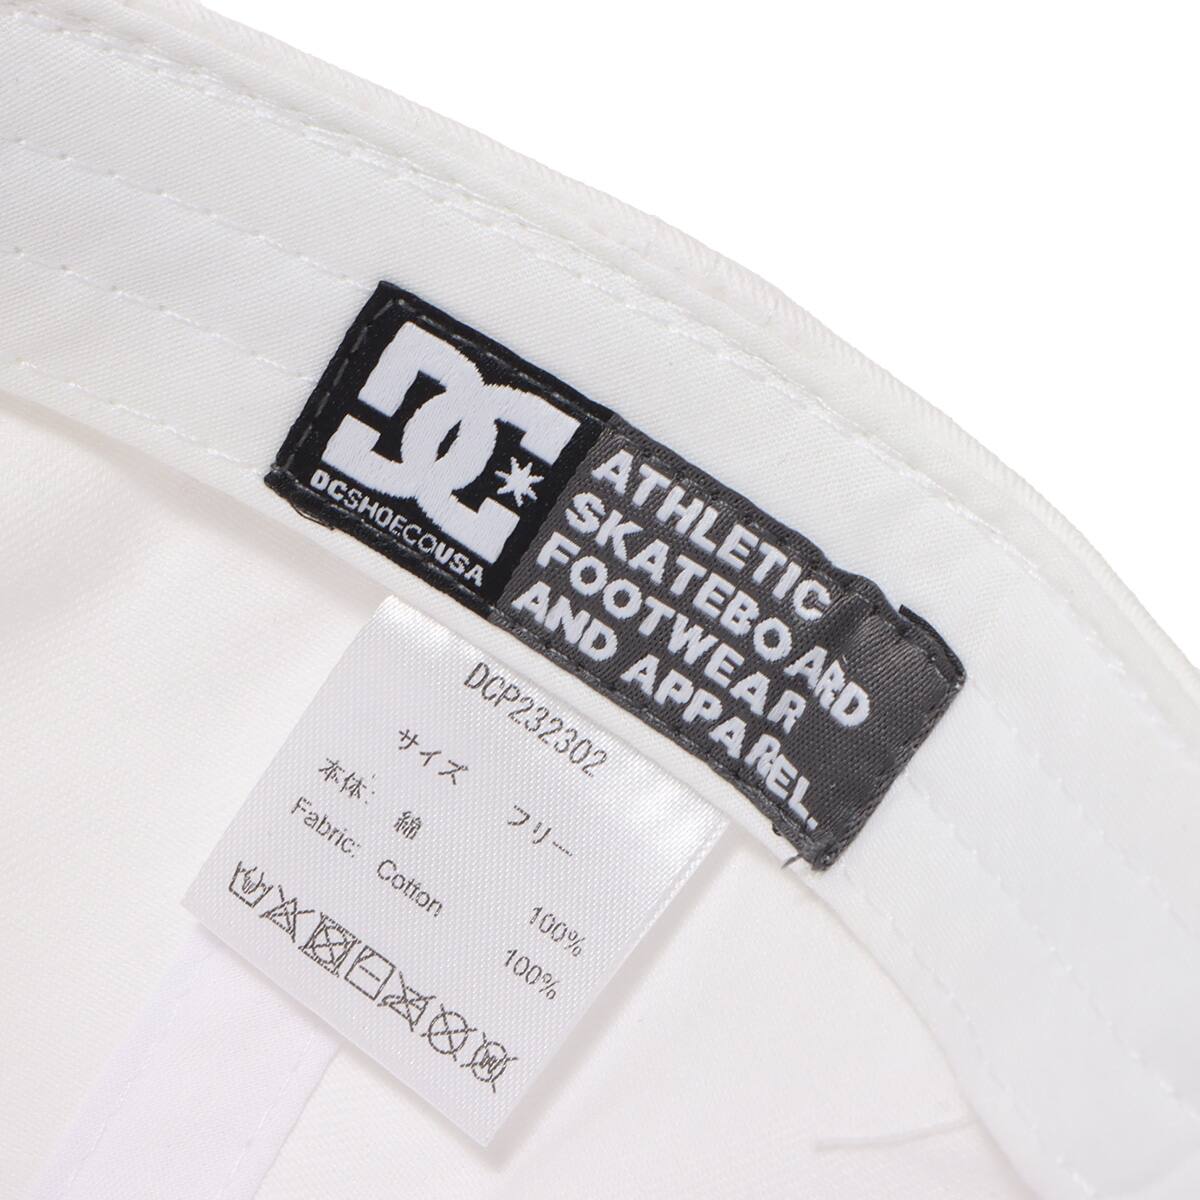 DC
DCSHOECOUSA
ATHLETIC
SKATEBOARD
FOOTWEAR
AND APPAREL.
DCP232302
サイズ フリー
本体: 綿 100%
Fabric: Cotton 100%